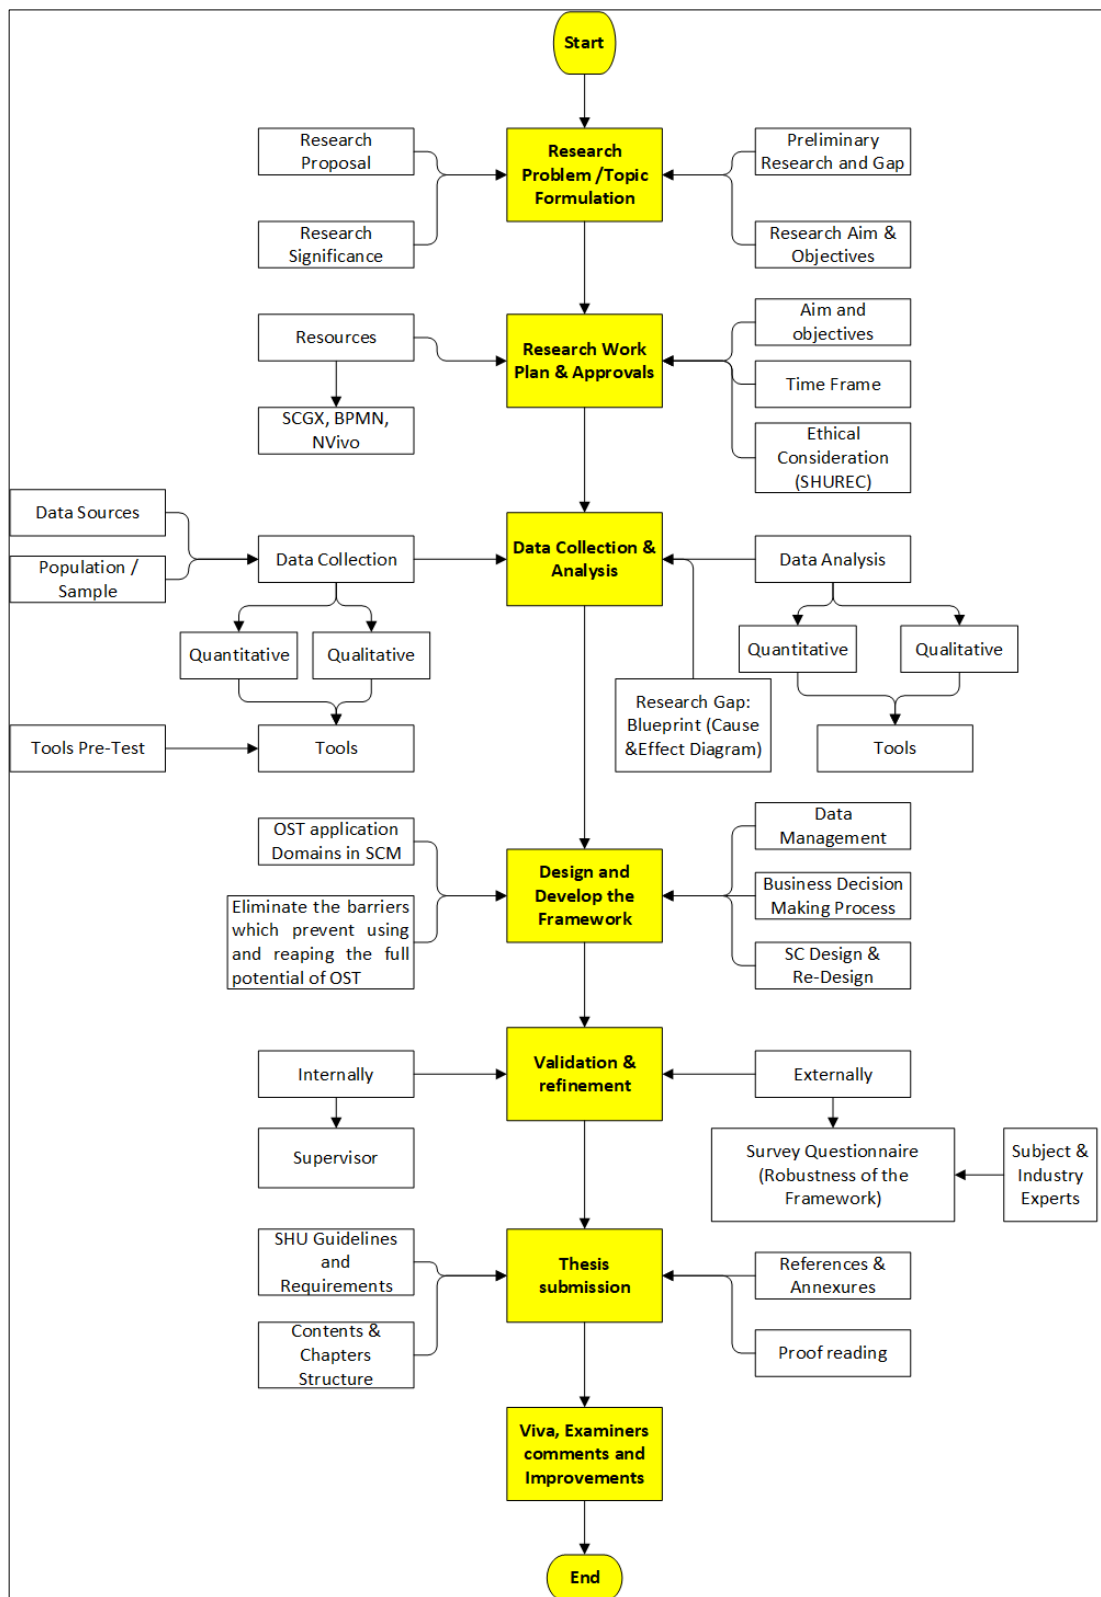 Start
Research
Proposal
Research
Problem /Topic
Formulation
Preliminary
Research and Gap
Research
Significance
Research Aim &
Objectives
Resources
Research Work
Plan & Approvals
Aim and
objectives
Time Frame
SCGX, BPMN,
NVivo
Ethical
Consideration
(SHUREC)
Data Sources
Population /
Sample
Data Collection
Data Collection &
Analysis
Data Analysis
Quantitative
Qualitative
Quantitative
Qualitative
Research Gap:
Blueprint (Cause
&Effect Diagram)
Tools Pre-Test
Tools
Tools
OST application
Domains in SCM
Eliminate the barriers
which prevent using
and reaping the full
potential of OST
Design and
Develop the
Framework
Data
Management
Business Decision
Making Process
SC Design &
Re-Design
Internally
Validation &
refinement
Externally
Supervisor
Survey Questionnaire
(Robustness of the
Framework)
Subject &
Industry
Experts
SHU Guidelines
and
Requirements
Thesis
submission
References &
Annexures
Contents &
Chapters
Structure
Proof reading
Viva, Examiners
comments and
Improvements
End